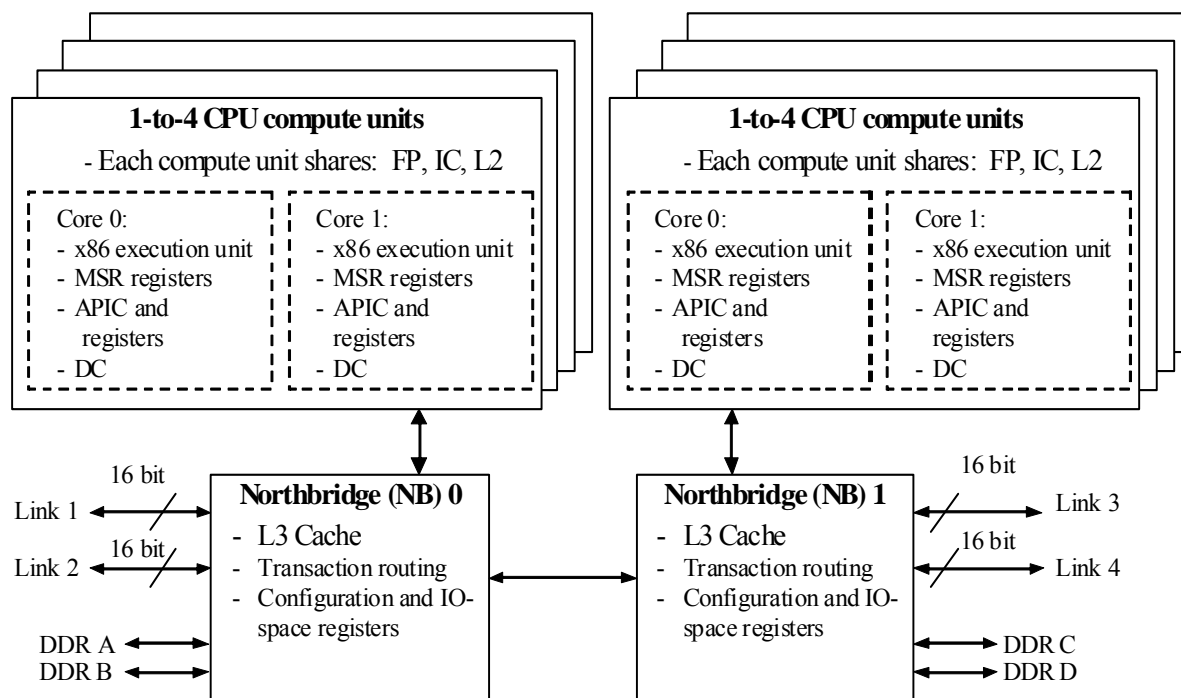 1-to-4 CPU compute units
- Each compute unit shares: FP, IC, L2
Core 0:
- x86 execution unit
- MSR registers
- APIC and
registers
- DC
Core 1:
- x86 execution unit
- MSR registers
- APIC and
registers
- DC
1-to-4 CPU compute units
- Each compute unit shares: FP, IC, L2
Core 0:
- x86 execution unit
- MSR registers
- APIC and
registers
- DC
Core 1:
- x86 execution unit
- MSR registers
- APIC and
registers
- DC
16 bit
Link 1
16 bit
Link 2
DDR A
DDR B
Northbridge (NB) 0
- L3 Cache
- Transaction routing
- Configuration and IO-
space registers
Northbridge (NB) 1
- L3 Cache
- Transaction routing
- Configuration and IO-
space registers
16 bit
Link 3
16 bit
Link 4
DDR C
DDR D